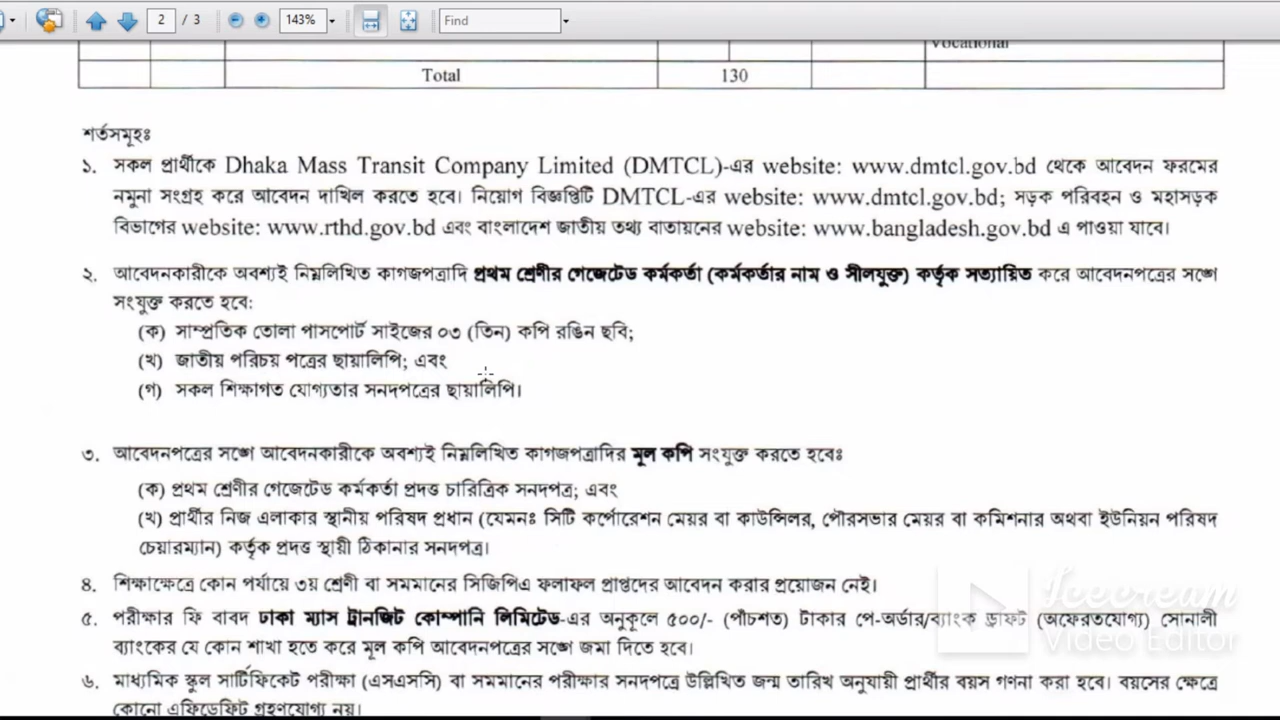 2 / 3
143%
Find
Vocational
Total 130
শর্তসমূহঃ
১. সকল প্রার্থীকে Dhaka Mass Transit Company Limited (DMTCL)-এর website: www.dmtcl.gov.bd থেকে আবেদন ফরমের
নমুনা সংগ্রহ করে আবেদন দাখিল করতে হবে। নিয়োগ বিজ্ঞপ্তিটি DMTCL-এর website: www.dmtcl.gov.bd; সড়ক পরিবহন ও মহাসড়ক
বিভাগের website: www.rthd.gov.bd এবং বাংলাদেশ জাতীয় তথ্য বাতায়নের website: www.bangladesh.gov.bd এ পাওয়া যাবে।
২. আবেদনকারীকে অবশ্যই নিম্নলিখিত কাগজপত্রাদি প্রথম শ্রেণীর গেজেটেড কর্মকর্তা (কর্মকর্তার নাম ও সীলযুক্ত) কর্তৃক সত্যায়িত করে আবেদনপত্রের সঙ্গে
সংযুক্ত করতে হবে:
(ক) সাম্প্রতিক তোলা পাসপোর্ট সাইজের ০৩ (তিন) কপি রঙিন ছবি;
(খ) জাতীয় পরিচয় পত্রের ছায়ালিপি; এবং
(গ) সকল শিক্ষাগত যোগ্যতার সনদপত্রের ছায়ালিপি।
৩. আবেদনপত্রের সঙ্গে আবেদনকারীকে অবশ্যই নিম্নলিখিত কাগজপত্রাদির মূল কপি সংযুক্ত করতে হবেঃ
(ক) প্রথম শ্রেণীর গেজেটেড কর্মকর্তা প্রদত্ত চারিত্রিক সনদপত্র; এবং
(খ) প্রার্থীর নিজ এলাকার স্থানীয় পরিষদ প্রধান (যেমনঃ সিটি কর্পোরেশন মেয়র বা কাউন্সিলর, পৌরসভার মেয়র বা কমিশনার অথবা ইউনিয়ন পরিষদ
চেয়ারম্যান) কর্তৃক প্রদত্ত স্থায়ী ঠিকানার সনদপত্র।
৪. শিক্ষাক্ষেত্রে কোন পর্যায়ে ৩য় শ্রেণী বা সমমানের সিজিপিএ ফলাফল প্রাপ্তদের আবেদন করার প্রয়োজন নেই।
৫. পরীক্ষার ফি বাবদ ঢাকা ম্যাস ট্রানজিট কোম্পানি লিমিটেড-এর অনুকূলে ৫০০/- (পাঁচশত) টাকার পে-অর্ডার/ব্যাংক ড্রাফট (অফেরতযোগ্য) সোনালী
ব্যাংকের যে কোন শাখা হতে করে মূল কপি আবেদনপত্রের সঙ্গে জমা দিতে হবে।
৬. মাধ্যমিক স্কুল সার্টিফিকেট পরীক্ষা (এসএসসি) বা সমমানের পরীক্ষার সনদপত্রে উল্লিখিত জন্ম তারিখ অনুযায়ী প্রার্থীর বয়স গণনা করা হবে। বয়সের ক্ষেত্রে
কোনো এফিডেফিট গ্রহণযোগ্য নয়।
Icecream
Video Editor